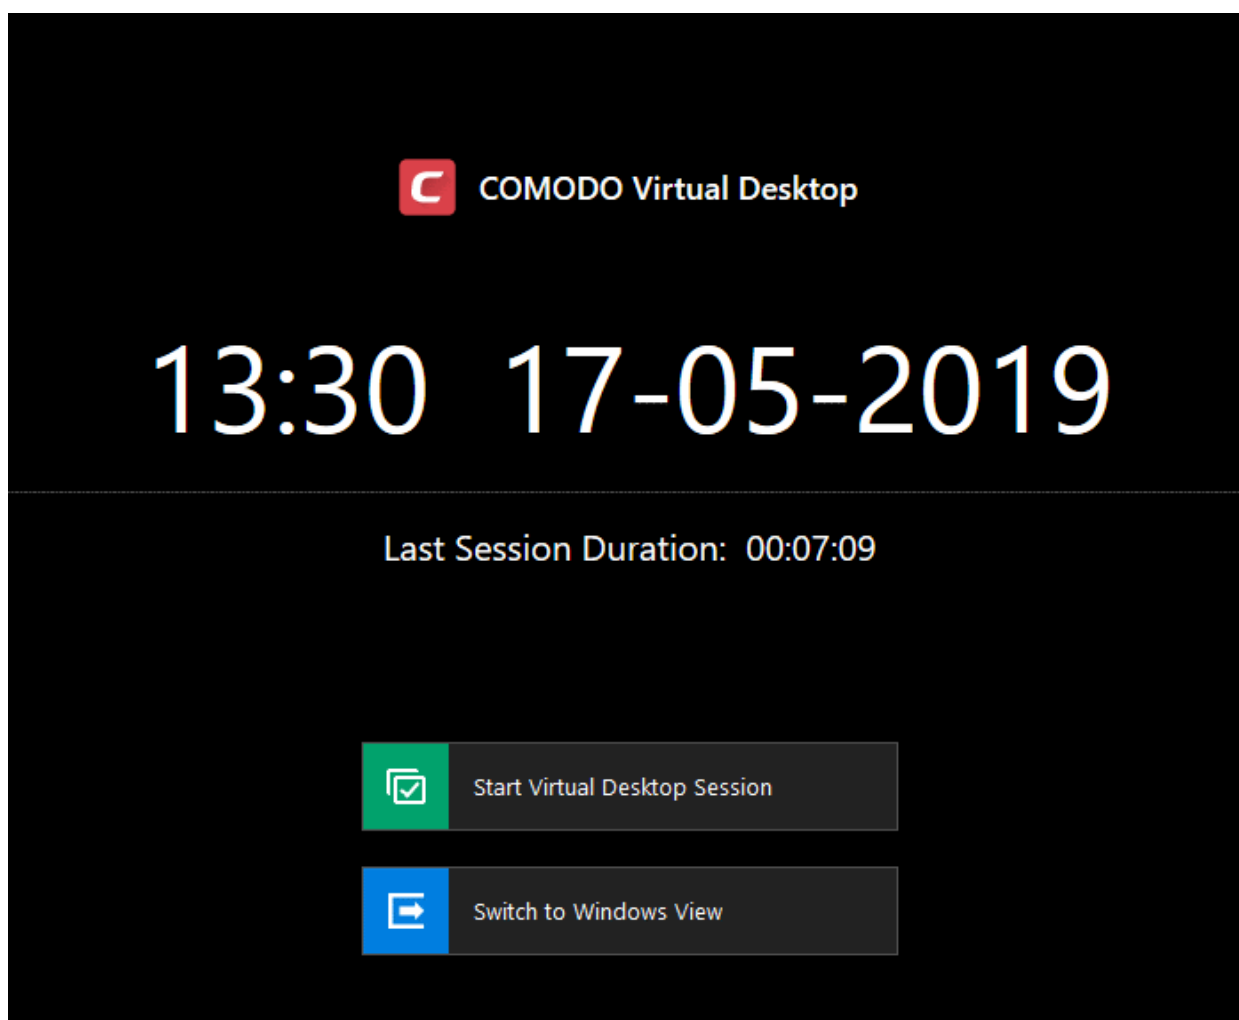 COMODO Virtual Desktop
13:30 17-05-2019
Last Session Duration: 00:07:09
Start Virtual Desktop Session
Switch to Windows View